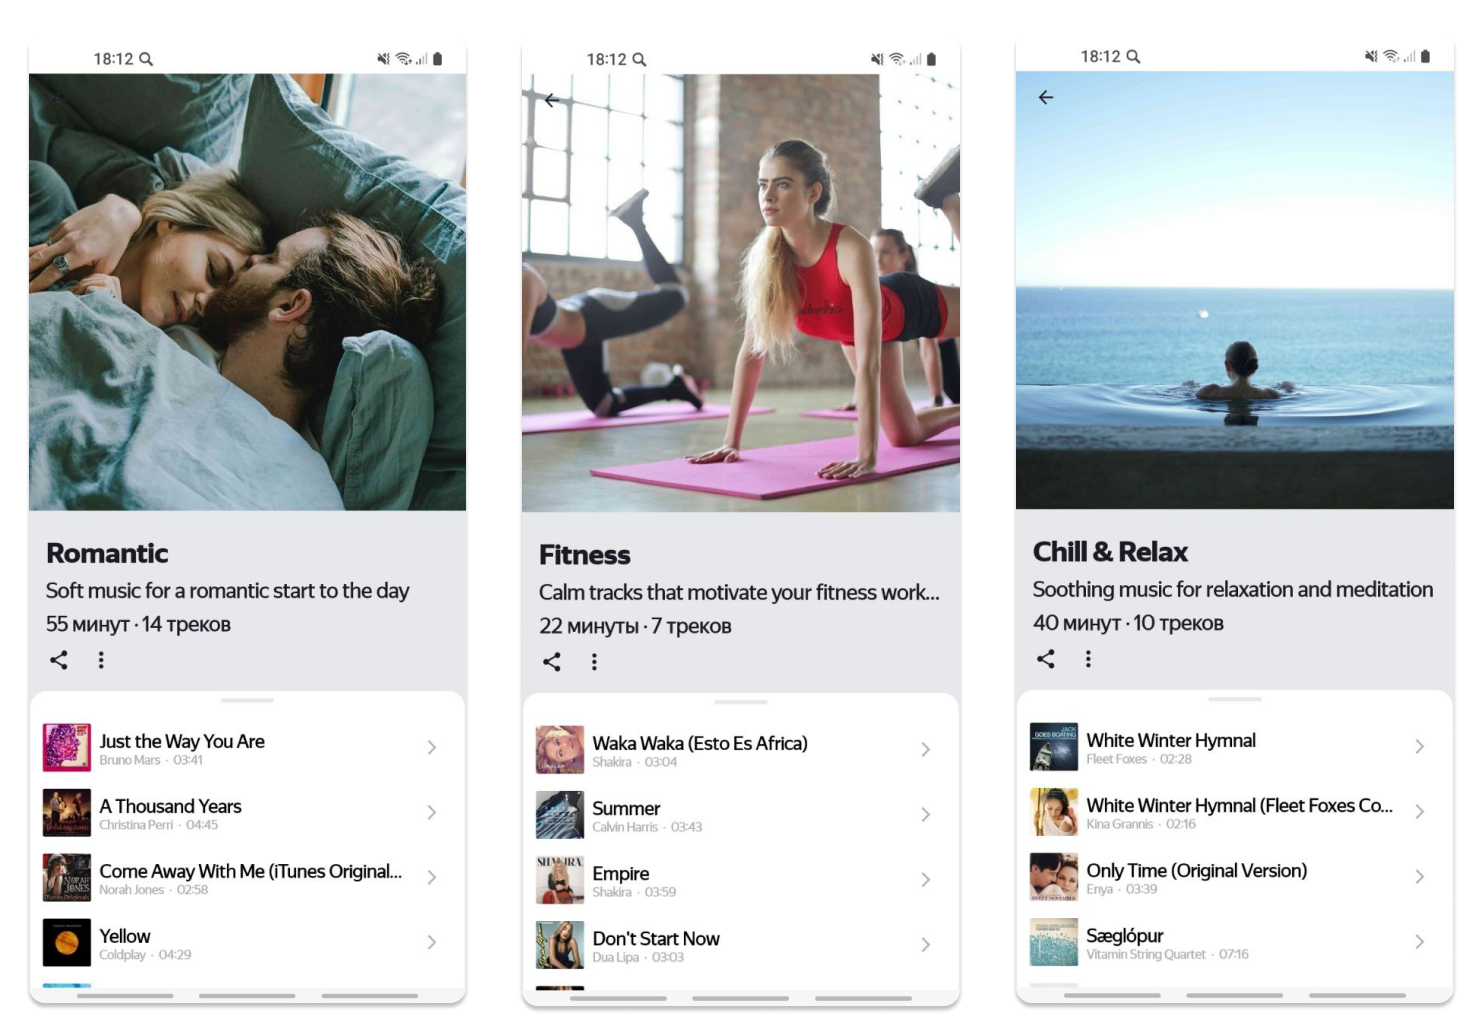 18:12
Romantic
Soft music for a romantic start to the day
55 минут · 14 треков
Just the Way You Are
Bruno Mars · 03:41
A Thousand Years
Christina Perri · 04:45
Come Away With Me (iTunes Original...
Norah Jones · 02:58
Yellow
Coldplay · 04:29
18:12
Fitness
Calm tracks that motivate your fitness work...
22 минуты · 7 треков
Waka Waka (Esto Es Africa)
Shakira · 03:04
Summer
Calvin Harris · 03:43
SHAKIRA
Empire
Shakira · 03:59
Don't Start Now
Dua Lipa · 03:03
18:12
Chill & Relax
Soothing music for relaxation and meditation
40 минут · 10 треков
JACK
GOES BOATING
White Winter Hymnal
Fleet Foxes · 02:28
White Winter Hymnal (Fleet Foxes Co...
Kina Grannis · 02:16
SWEET NOVEMBER
Only Time (Original Version)
Enya · 03:39
Sæglópur
Vitamin String Quartet · 07:16